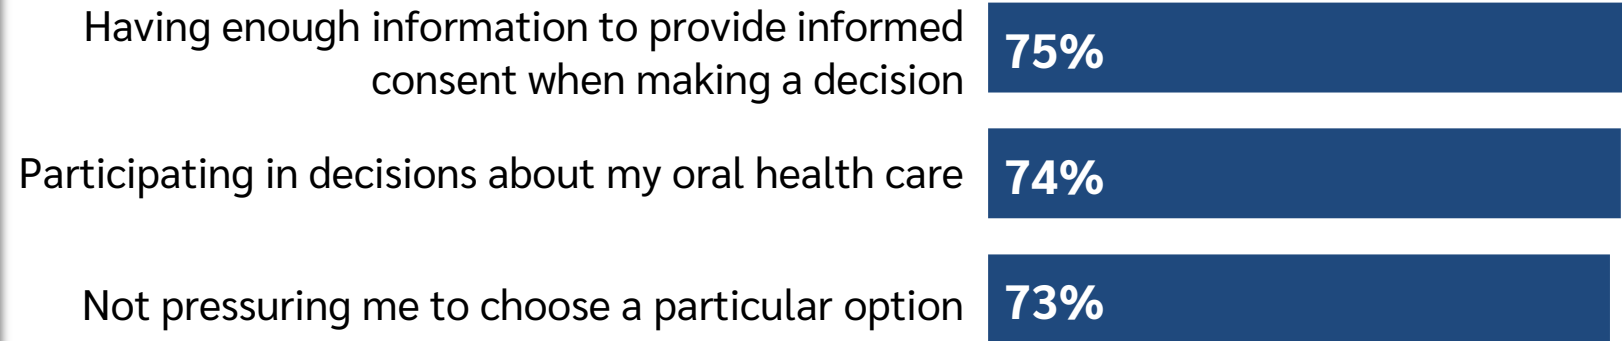 Having enough information to provide informed
consent when making a decision
75%
Participating in decisions about my oral health care
74%
Not pressuring me to choose a particular option
73%